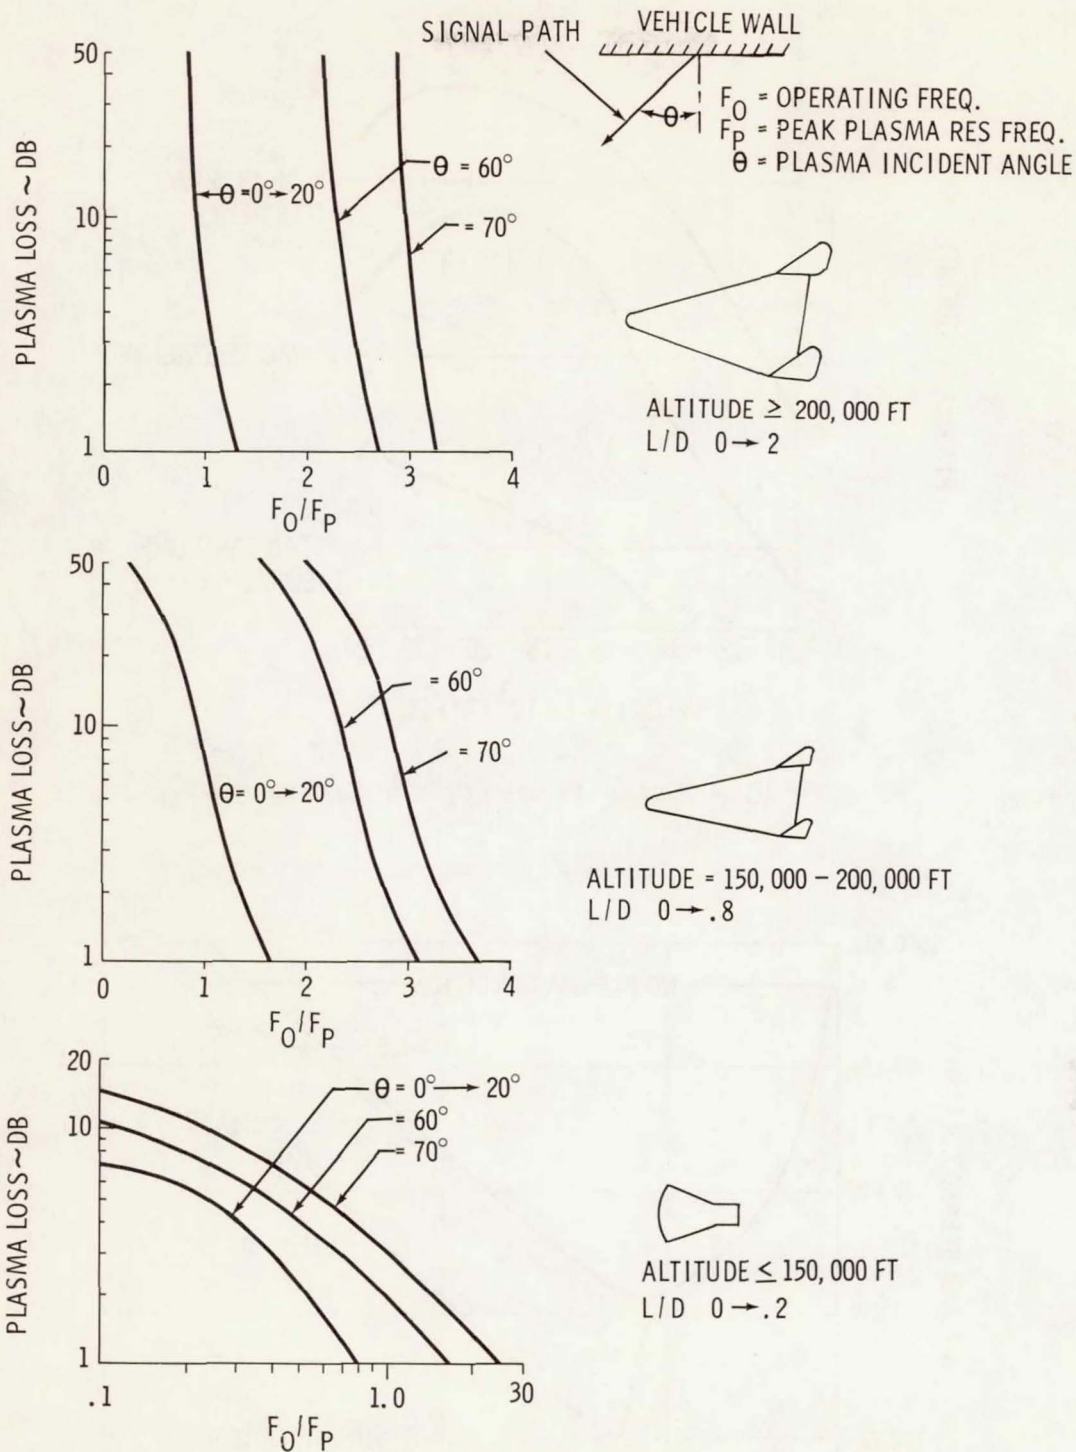 SIGNAL PATH
VEHICLE WALL
θ
F_O = OPERATING FREQ.
F_P = PEAK PLASMA RES FREQ.
θ = PLASMA INCIDENT ANGLE
PLASMA LOSS ~ DB
50
10
1
θ = 0° → 20°
θ = 60°
= 70°
0 1 2 3 4
F_O/F_P
ALTITUDE ≥ 200,000 FT
L/D 0 → 2
PLASMA LOSS ~ DB
50
10
1
θ = 0° → 20°
= 60°
= 70°
0 1 2 3 4
F_O/F_P
ALTITUDE = 150,000 – 200,000 FT
L/D 0 → .8
PLASMA LOSS ~ DB
20
10
1
θ = 0° → 20°
= 60°
= 70°
.1 1.0 30
F_O/F_P
ALTITUDE ≤ 150,000 FT
L/D 0 → .2